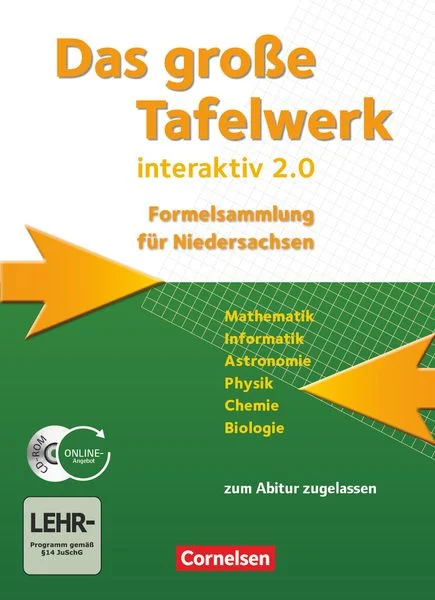 Das große
Tafelwerk
interaktiv 2.0
Formelsammlung
für Niedersachsen
Mathematik
Informatik
Astronomie
Physik
Chemie
Biologie
CD-ROM
ONLINE-
Angebot
zum Abitur zugelassen
LEHR-
Programm gemäß
§14 JuSchG
Cornelsen